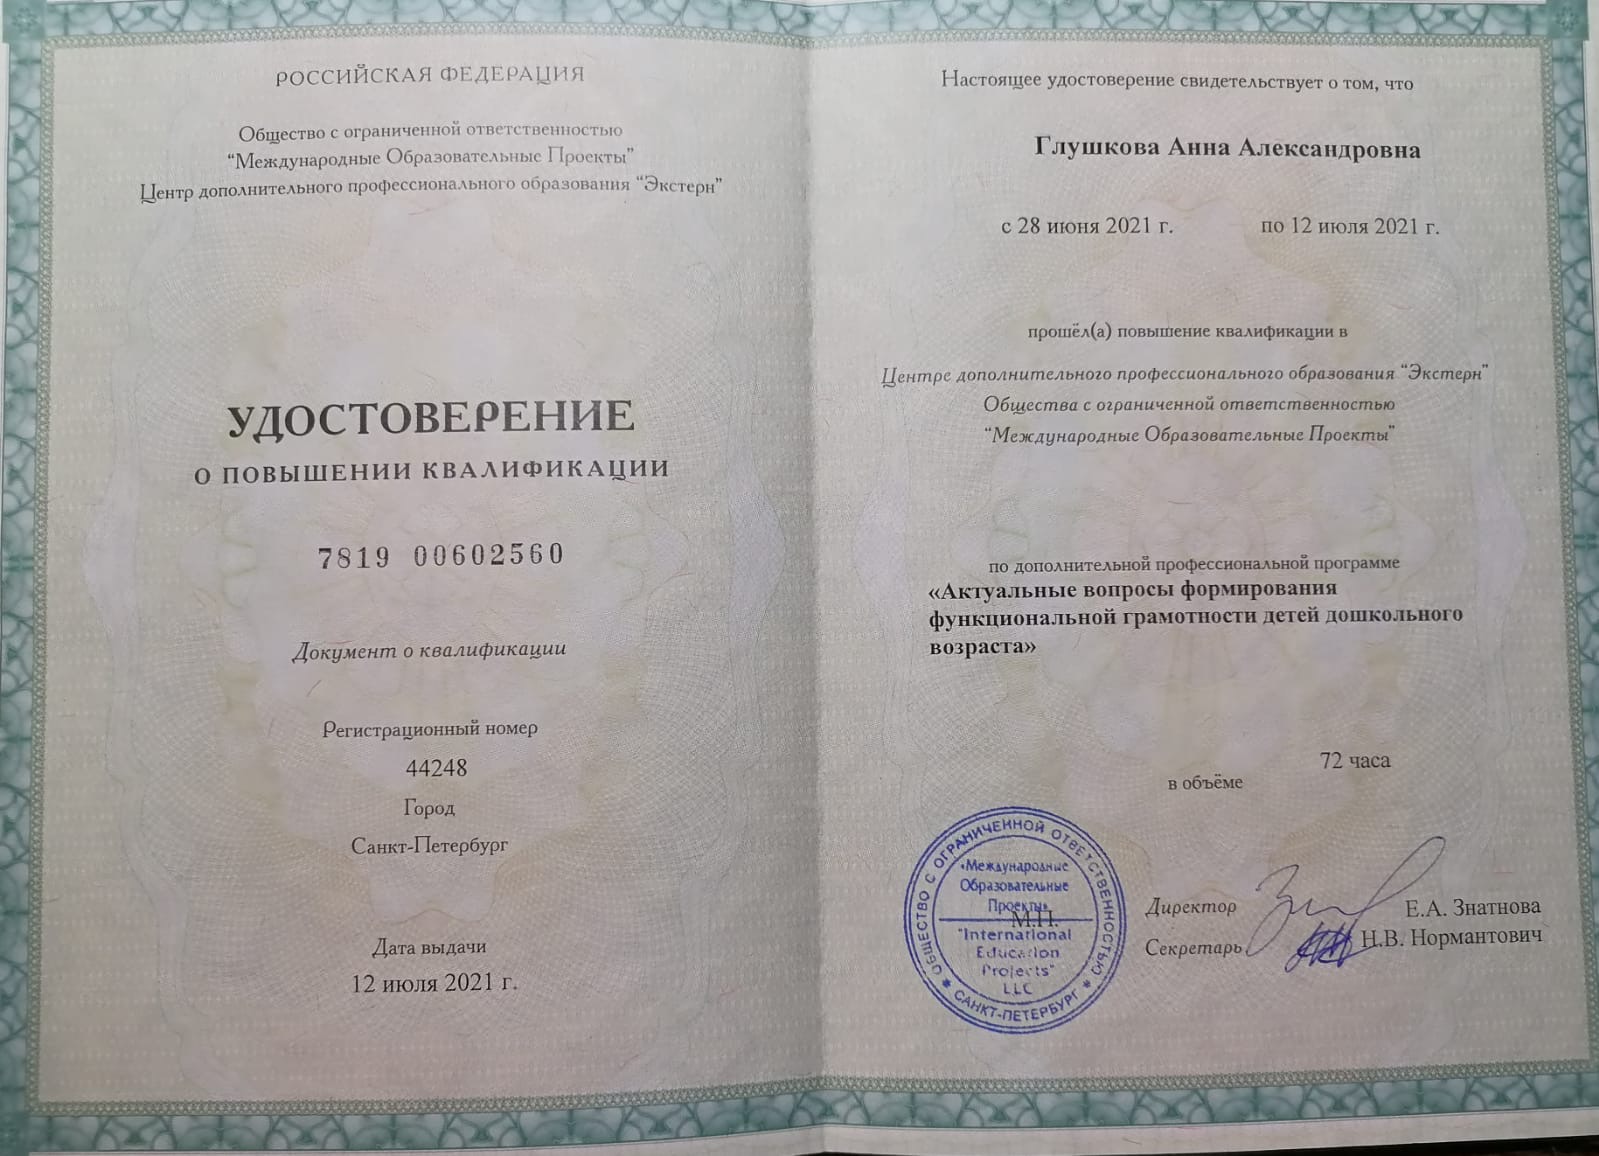 РОССИЙСКАЯ ФЕДЕРАЦИЯ
Общество с ограниченной ответственностью
“Международные Образовательные Проекты”
Центр дополнительного профессионального образования “Экстерн”
УДОСТОВЕРЕНИЕ
О ПОВЫШЕНИИ КВАЛИФИКАЦИИ
7819 00602560
Документ о квалификации
Регистрационный номер
44248
Город
Санкт-Петербург
Дата выдачи
12 июля 2021 г.
Настоящее удостоверение свидетельствует о том, что
Глушкова Анна Александровна
с 28 июня 2021 г. по 12 июля 2021 г.
прошёл(а) повышение квалификации в
Центре дополнительного профессионального образования “Экстерн”
Общества с ограниченной ответственностью
“Международные Образовательные Проекты”
по дополнительной профессиональной программе
«Актуальные вопросы формирования
функциональной грамотности детей дошкольного
возраста»
72 часа
в объёме
ОБЩЕСТВО С ОГРАНИЧЕННОЙ ОТВЕТСТВЕННОСТЬЮ
«Международные
Образовательные
Проекты»
М.П.
"International
Education
Projects"
LLC
* САНКТ-ПЕТЕРБУРГ *
Директор Е.А. Знатнова
Секретарь Н.В. Нормантович